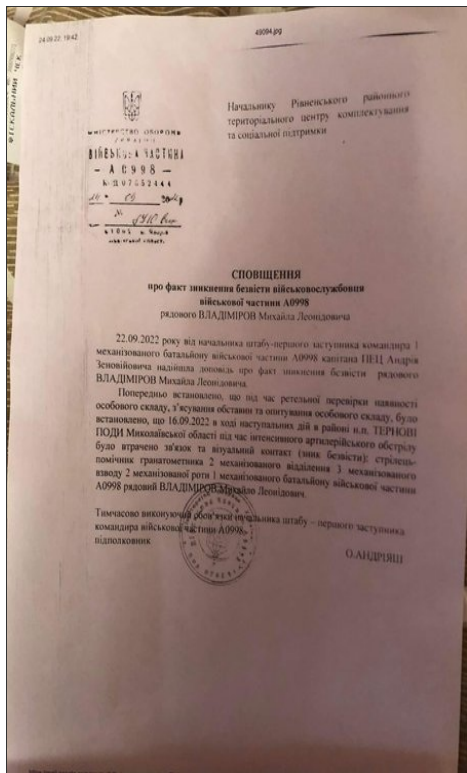 24.09.22, 19:42
49094.jpg
ФІСКАЛЬНИЙ ЧЕК
Начальнику Рівненського районного
територіального центру комплектування
та соціальної підтримки
МІНІСТЕРСТВО ОБОРОНИ
УКРАЇНИ
ВІЙСЬКОВА ЧАСТИНА
– А0998 –
№
СПОВІЩЕННЯ
про факт зникнення безвісти військовослужбовця
військової частини А0998
рядового ВЛАДІМІРОВ Михайла Леонідовича
22.09.2022 року від начальника штабу-першого заступника командира 1
механізованого батальйону військової частини А0998 капітана ПЕЦ Андрія
Зеновійовича надійшла доповідь про факт зникнення безвісти рядового
ВЛАДІМІРОВ Михайла Леонідовича.
Попередньо встановлено, що під час ретельної перевірки наявності
особового складу, з’ясування обставин та опитування особового складу, було
встановлено, що 16.09.2022 в ході наступальних дій в районі н.п. ТЕРНОВІ
ПОДИ Миколаївської області під час інтенсивного артилерійського обстрілу
було втрачено зв'язок та візуальний контакт (зник безвісти): стрілець-
помічник гранатометника 2 механізованого відділення 3 механізованого
взводу 2 механізованої роти 1 механізованого батальйону військової частини
А0998 рядовий ВЛАДІМІРОВ Михайло Леонідович.
Тимчасово виконуючий обов’язки начальника штабу – першого заступника
командира військової частини А0998
підполковник
О.АНДРІЯШ